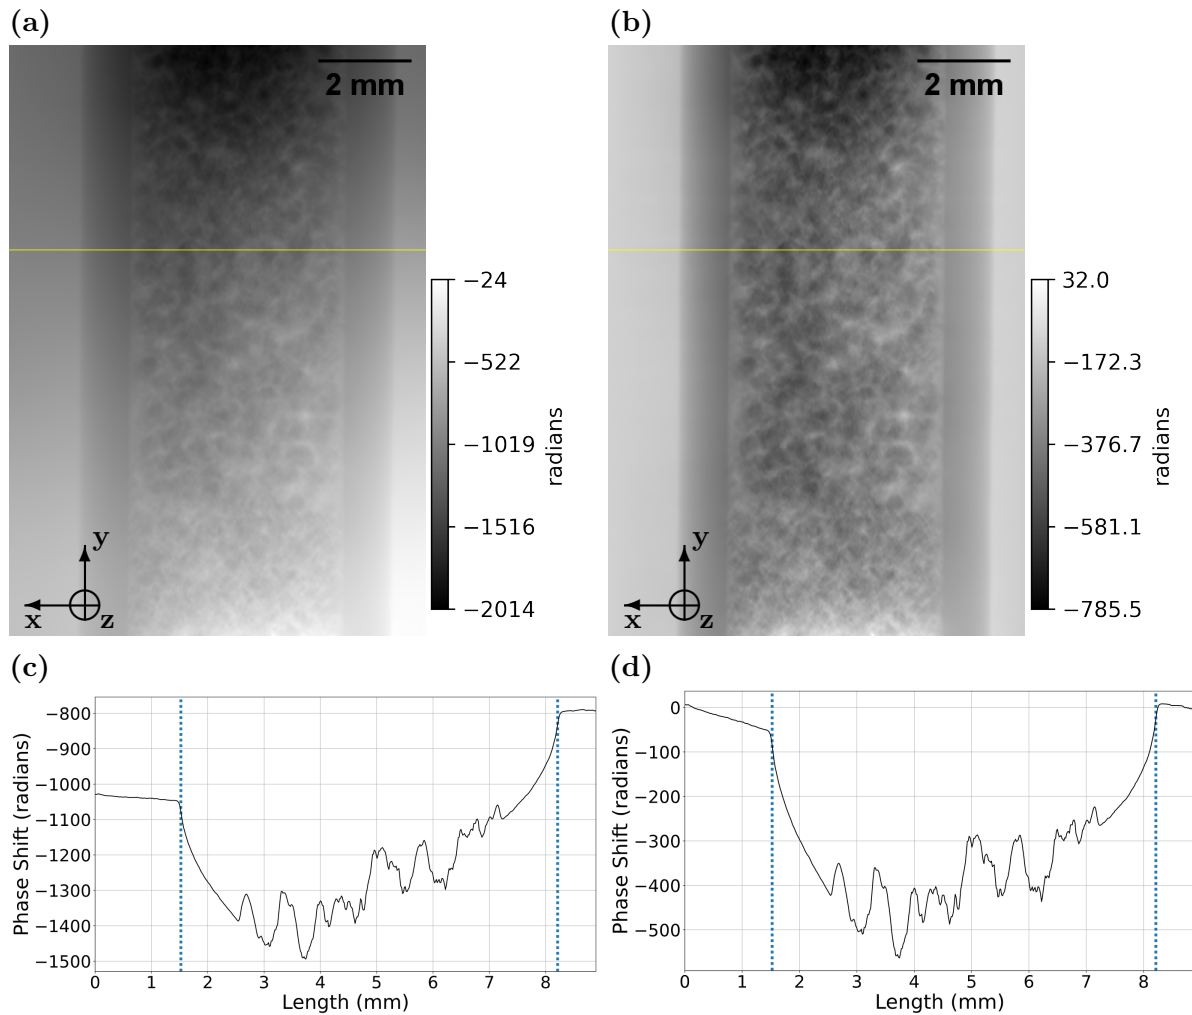 (a)
(b)
2 mm
2 mm
−24
−522
−1019
−1516
−2014
radians
32.0
−172.3
−376.7
−581.1
−785.5
radians
y
x
z
y
x
z
(c)
(d)
−800
−900
−1000
−1100
−1200
−1300
−1400
−1500
Phase Shift (radians)
0 1 2 3 4 5 6 7 8
Length (mm)
0
−100
−200
−300
−400
−500
Phase Shift (radians)
0 1 2 3 4 5 6 7 8
Length (mm)